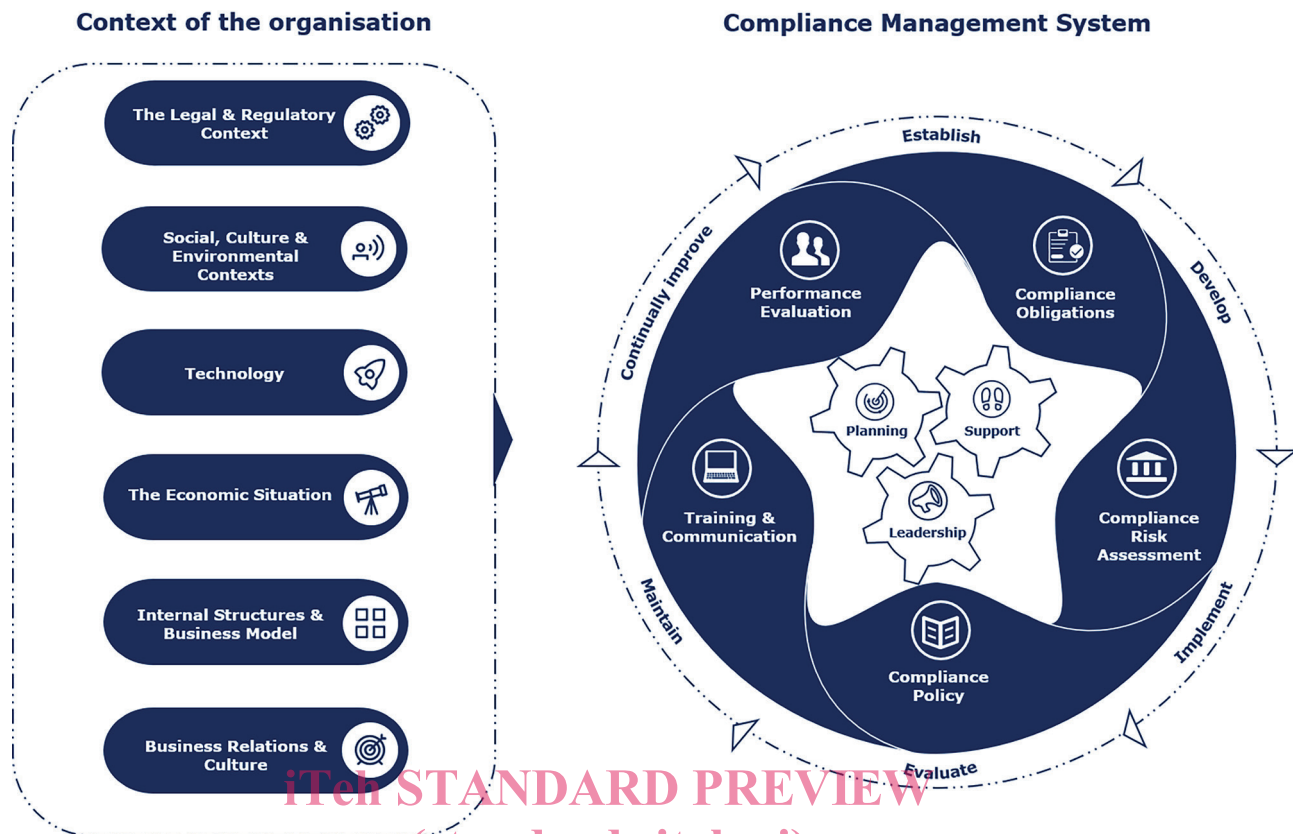 Context of the organisation
The Legal & Regulatory
Context
Social, Culture &
Environmental
Contexts
Technology
The Economic Situation
Internal Structures &
Business Model
Business Relations &
Culture
Compliance Management System
Establish
Develop
Implement
Evaluate
Maintain
Continually improve
Performance
Evaluation
Compliance
Obligations
Compliance
Risk
Assessment
Compliance
Policy
Training &
Communication
Planning
Support
Leadership
iTeh STANDARD PREVIEW